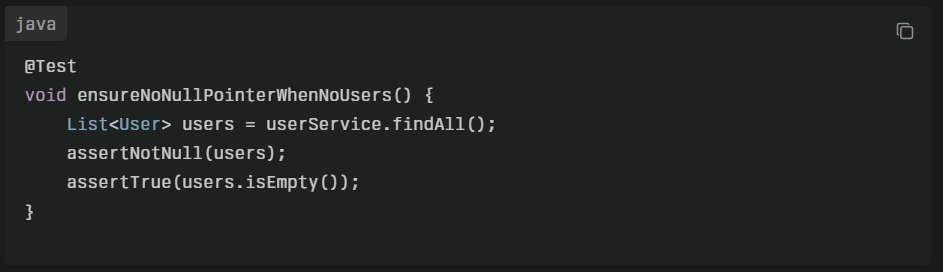 java
@Test
void ensureNoNullPointerWhenNoUsers() {
    List<User> users = userService.findAll();
    assertNotNull(users);
    assertTrue(users.isEmpty());
}